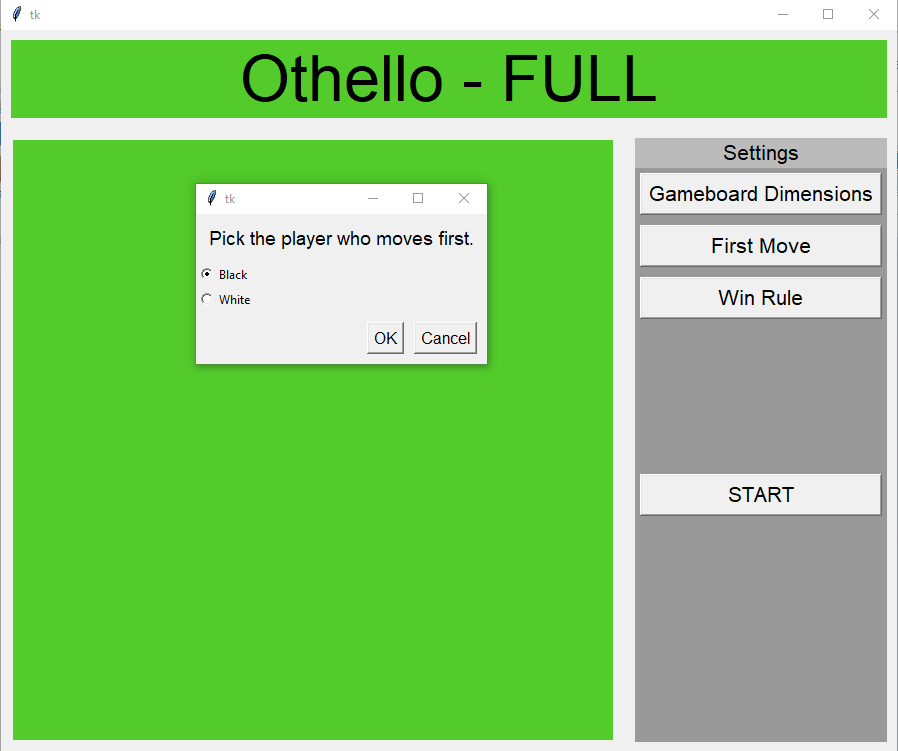 tk
Othello - FULL
tk
Pick the player who moves first.
Black
White
OK Cancel
Settings
Gameboard Dimensions
First Move
Win Rule
START